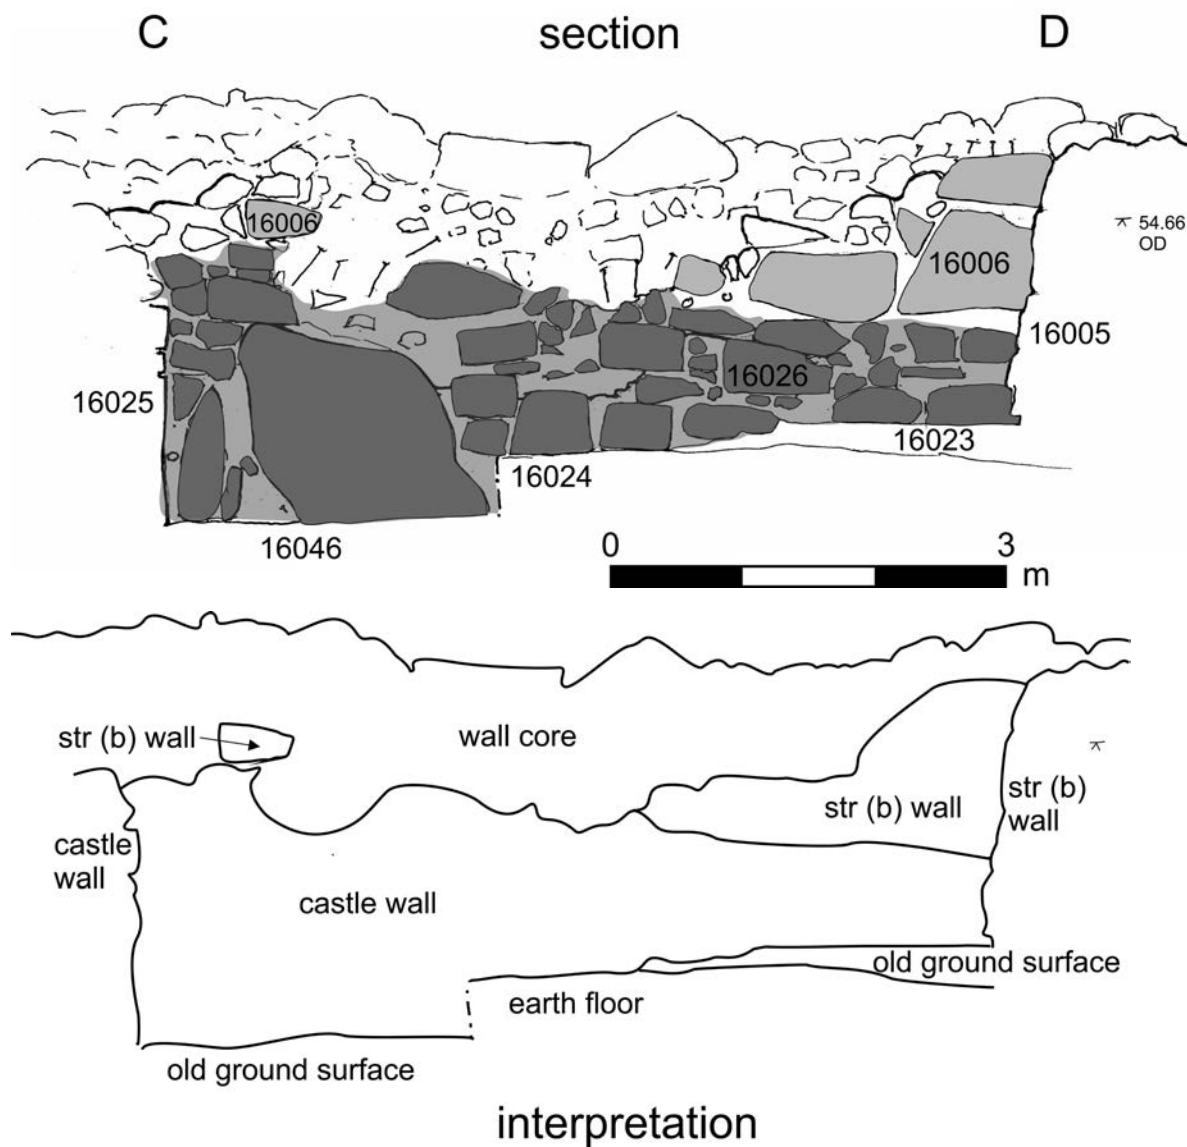 C section D
16006
54.66
OD
16006
16005
16025
16026
16023
16024
16046
0 3
m
str (b) wall
wall core
str (b) wall
str (b)
wall
castle
wall
castle wall
old ground surface
earth floor
old ground surface
interpretation